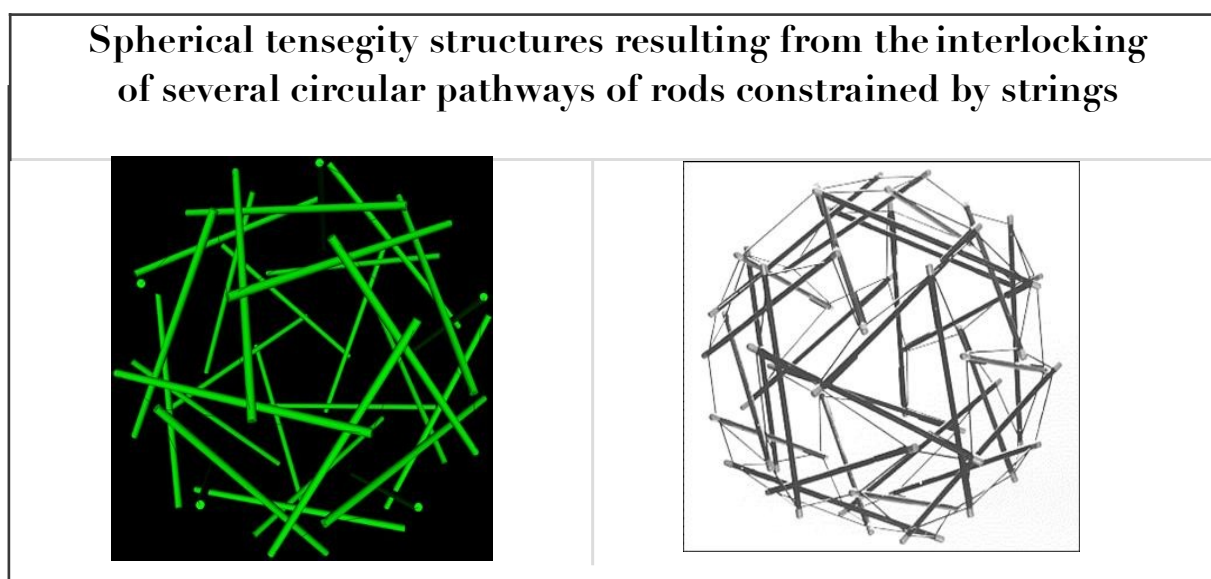 Spherical tensegity structures resulting from the interlocking
of several circular pathways of rods constrained by strings